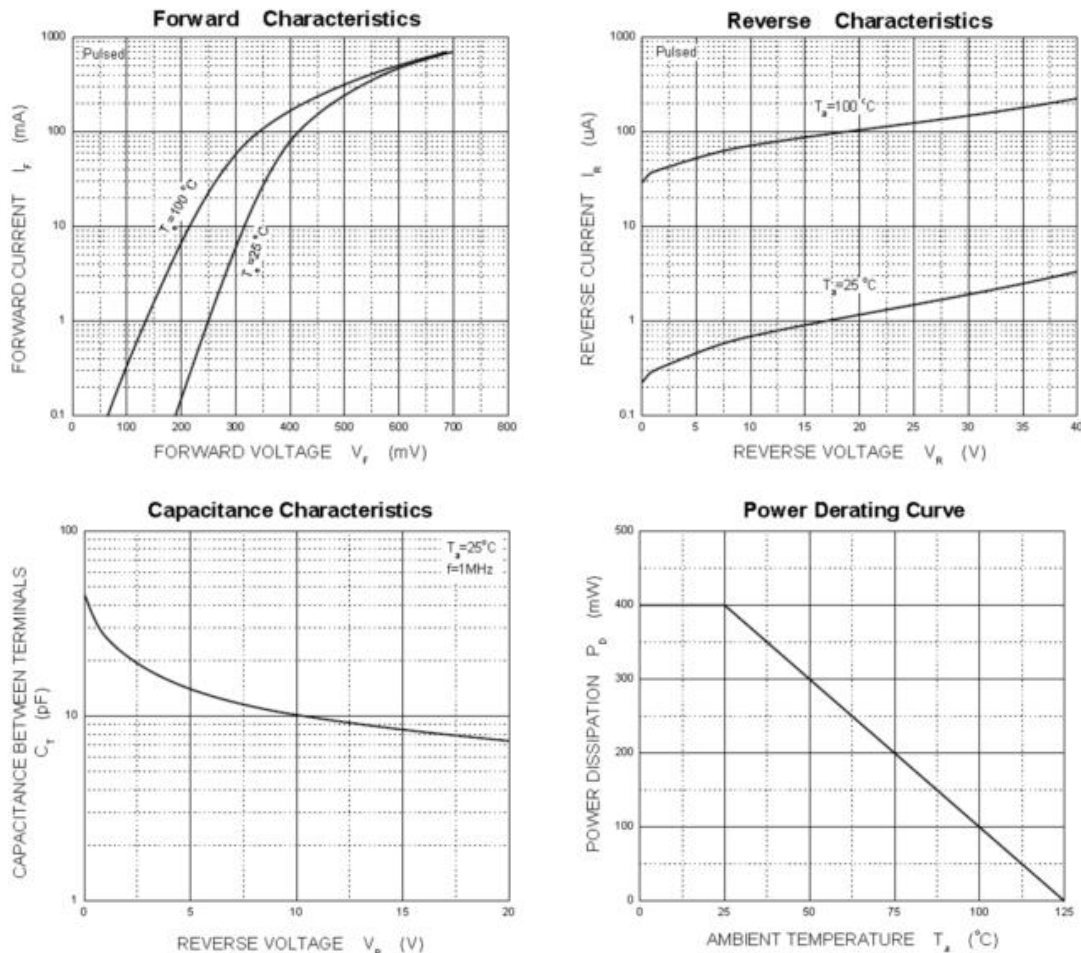 Forward Characteristics
Pulsed
1000
100
10
1
0.1
FORWARD CURRENT I_F (mA)
T_a=100 °C
T_a=25 °C
0 100 200 300 400 500 600 700 800
FORWARD VOLTAGE V_F (mV)
Reverse Characteristics
Pulsed
1000
100
10
1
0.1
REVERSE CURRENT I_R (uA)
T_a=100 °C
T_a=25 °C
0 5 10 15 20 25 30 35 40
REVERSE VOLTAGE V_R (V)
Capacitance Characteristics
T_a=25°C
f=1MHz
100
10
1
CAPACITANCE BETWEEN TERMINALS
C_T (pF)
0 5 10 15 20
REVERSE VOLTAGE V_R (V)
Power Derating Curve
500
400
300
200
100
0
POWER DISSIPATION P_D (mW)
0 25 50 75 100 125
AMBIENT TEMPERATURE T_a (°C)